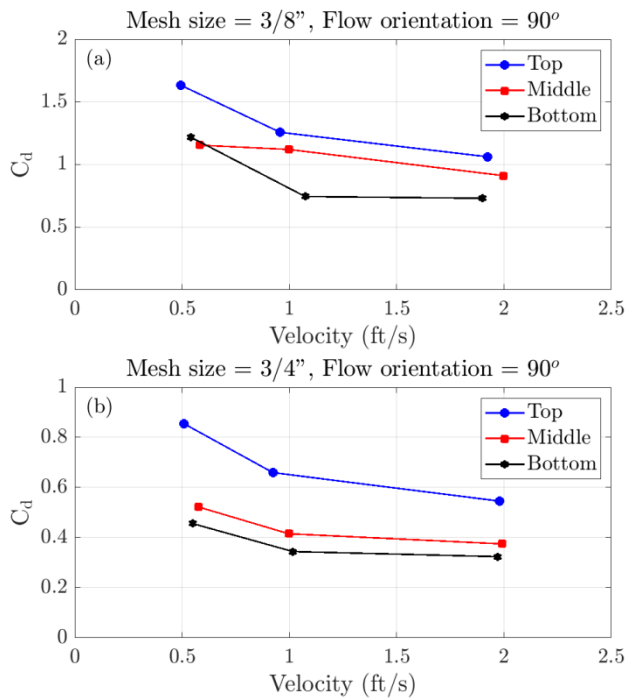 Mesh size = 3/8”, Flow orientation = 90°
(a)
Top
Middle
Bottom
2
1.5
1
0.5
0
C_d
0 0.5 1 1.5 2 2.5
Velocity (ft/s)
Mesh size = 3/4”, Flow orientation = 90°
(b)
Top
Middle
Bottom
1
0.8
0.6
0.4
0.2
0
C_d
0 0.5 1 1.5 2 2.5
Velocity (ft/s)